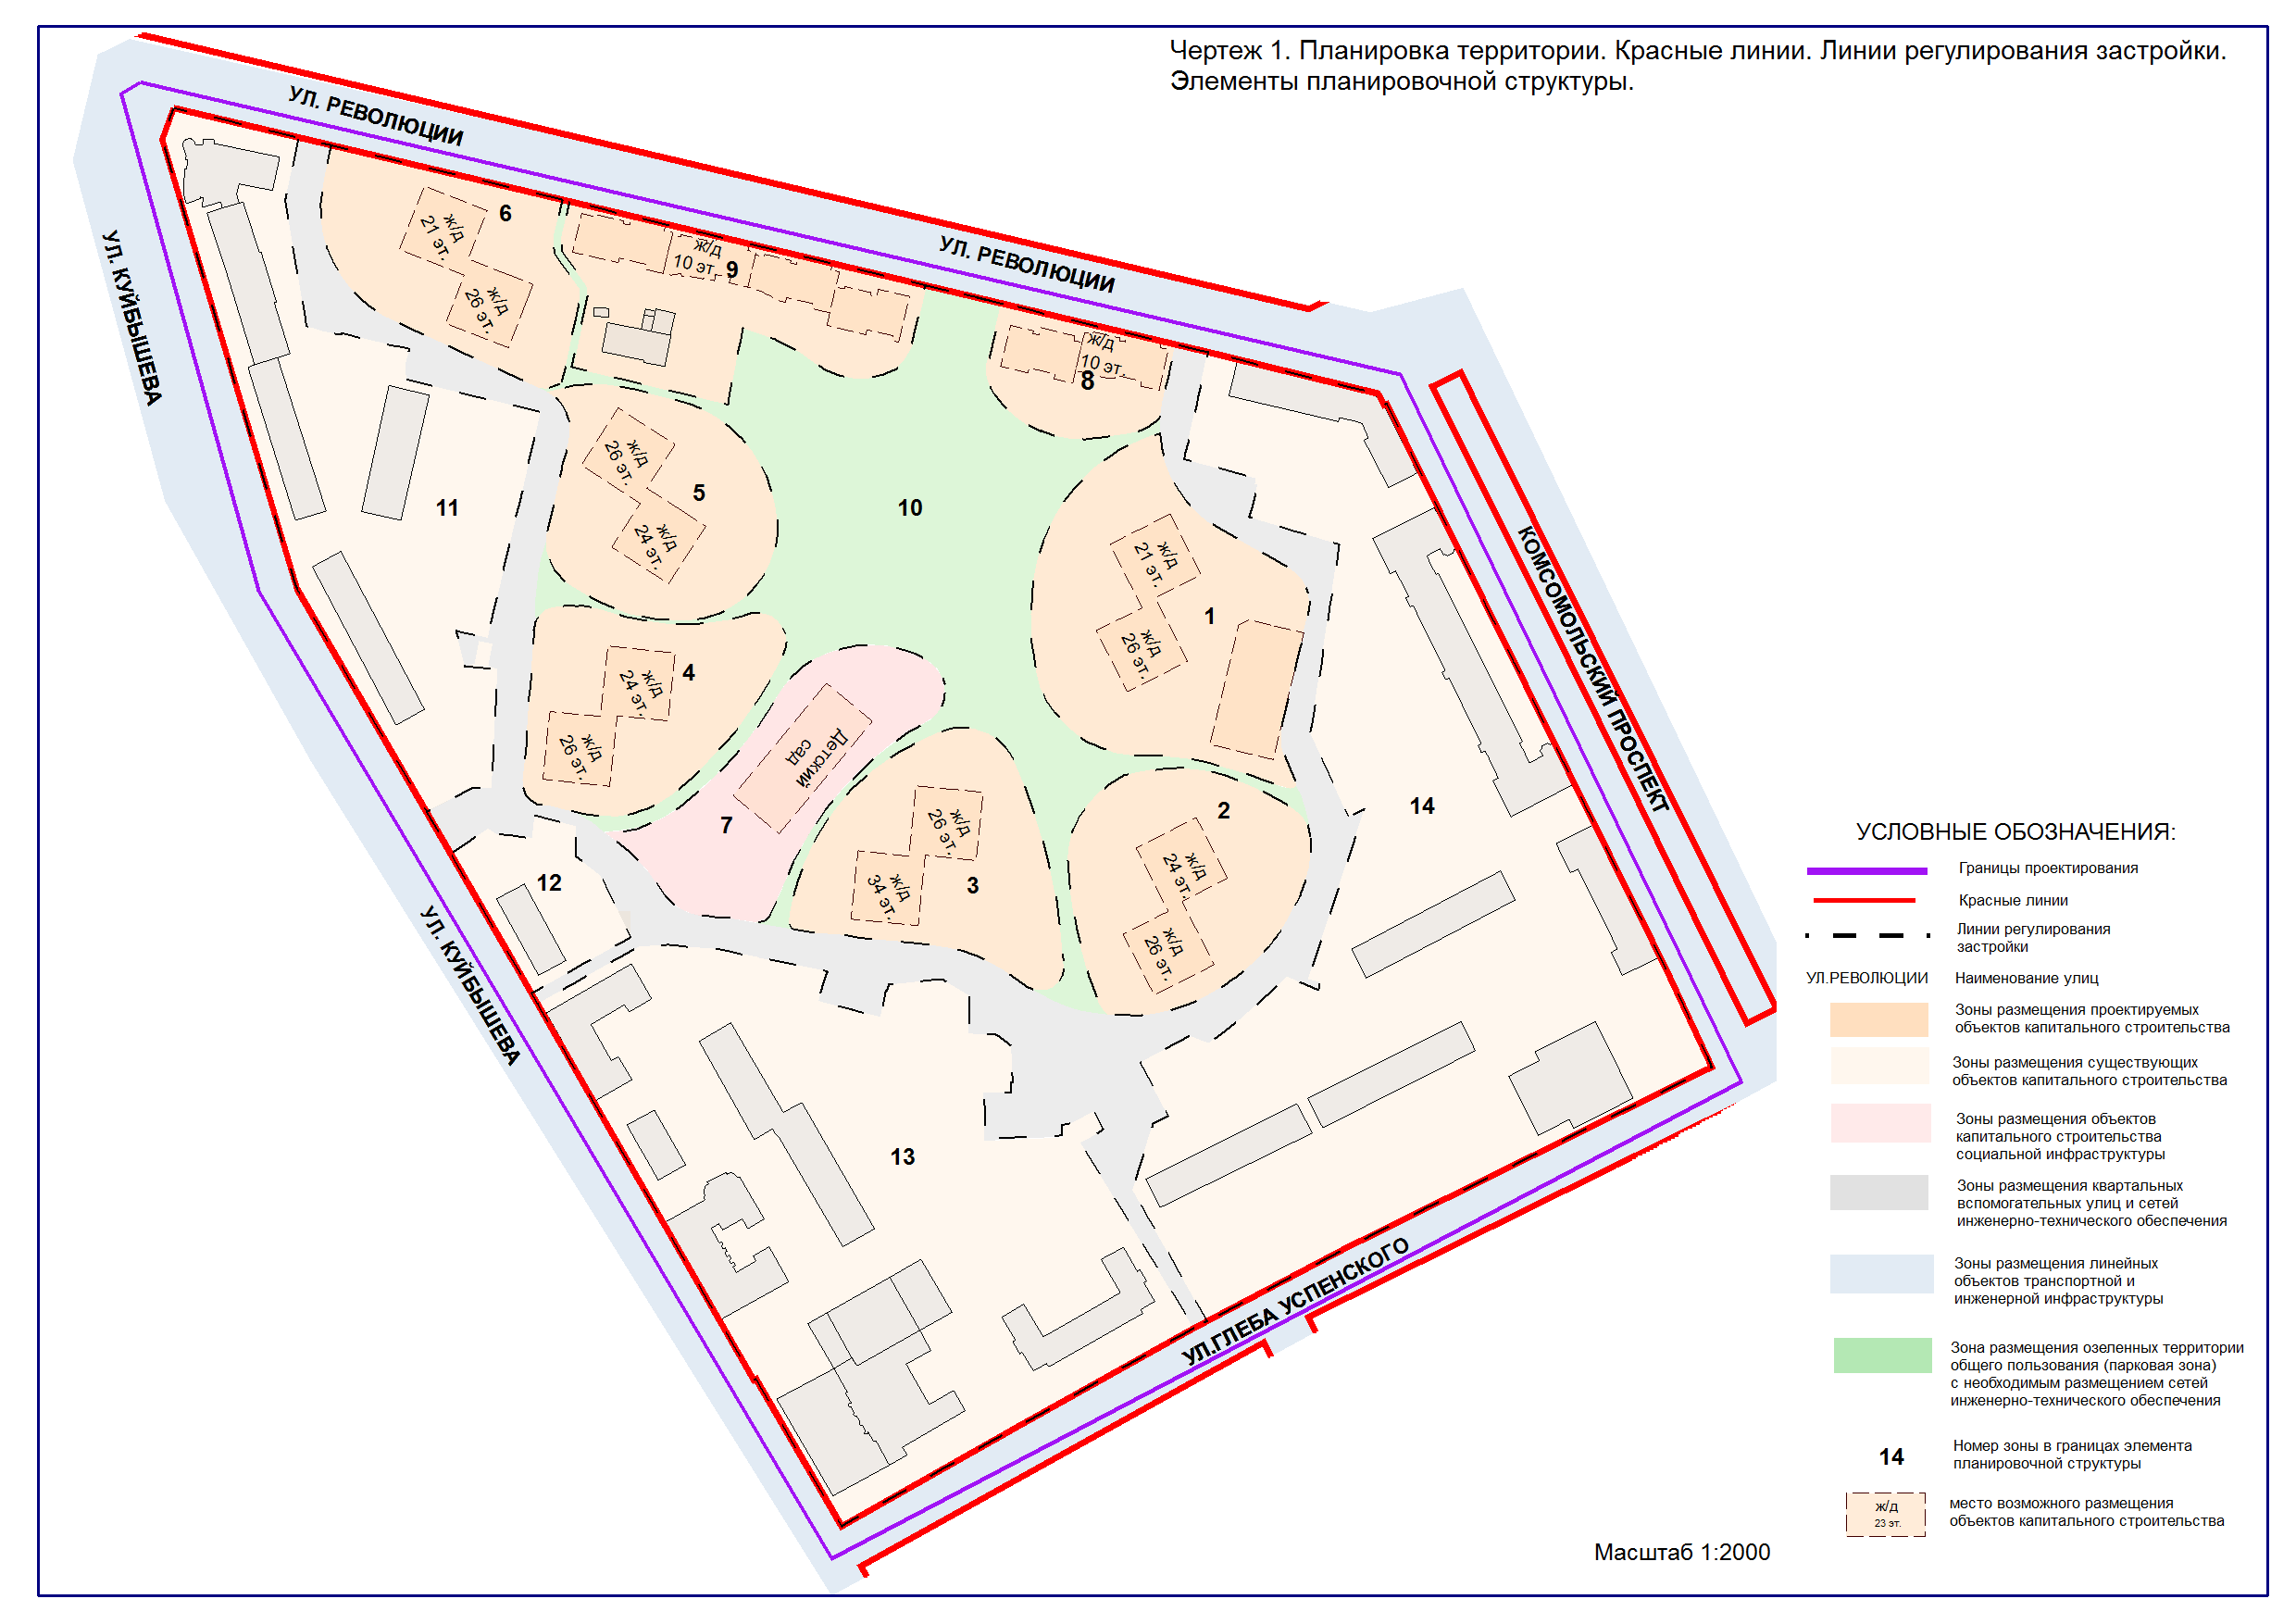 Чертеж 1. Планировка территории. Красные линии. Линии регулирования застройки.
Элементы планировочной структуры.
УЛ. РЕВОЛЮЦИИ
УЛ. РЕВОЛЮЦИИ
УЛ. КУЙБЫШЕВА
УЛ. КУЙБЫШЕВА
КОМСОМОЛЬСКИЙ ПРОСПЕКТ
УЛ.ГЛЕБА УСПЕНСКОГО
6
ж/д
21 эт.
ж/д
26 эт.
ж/д
10 эт.
9
ж/д
10 эт.
8
ж/д
26 эт.
5
ж/д
24 эт.
11
10
ж/д
21 эт.
1
ж/д
26 эт.
4
ж/д
24 эт.
ж/д
26 эт.
Детский
сад
7
ж/д
26 эт.
3
ж/д
34 эт.
2
ж/д
24 эт.
ж/д
26 эт.
14
12
13
УСЛОВНЫЕ ОБОЗНАЧЕНИЯ:
Границы проектирования
Красные линии
Линии регулирования
застройки
УЛ.РЕВОЛЮЦИИ
Наименование улиц
Зоны размещения проектируемых
объектов капитального строительства
Зоны размещения существующих
объектов капитального строительства
Зоны размещения объектов
капитального строительства
социальной инфраструктуры
Зоны размещения квартальных
вспомогательных улиц и сетей
инженерно-технического обеспечения
Зоны размещения линейных
объектов транспортной и
инженерной инфраструктуры
Зона размещения озеленных территории
общего пользования (парковая зона)
с необходимым размещением сетей
инженерно-технического обеспечения
14
Номер зоны в границах элемента
планировочной структуры
ж/д
23 эт.
место возможного размещения
объектов капитального строительства
Масштаб 1:2000